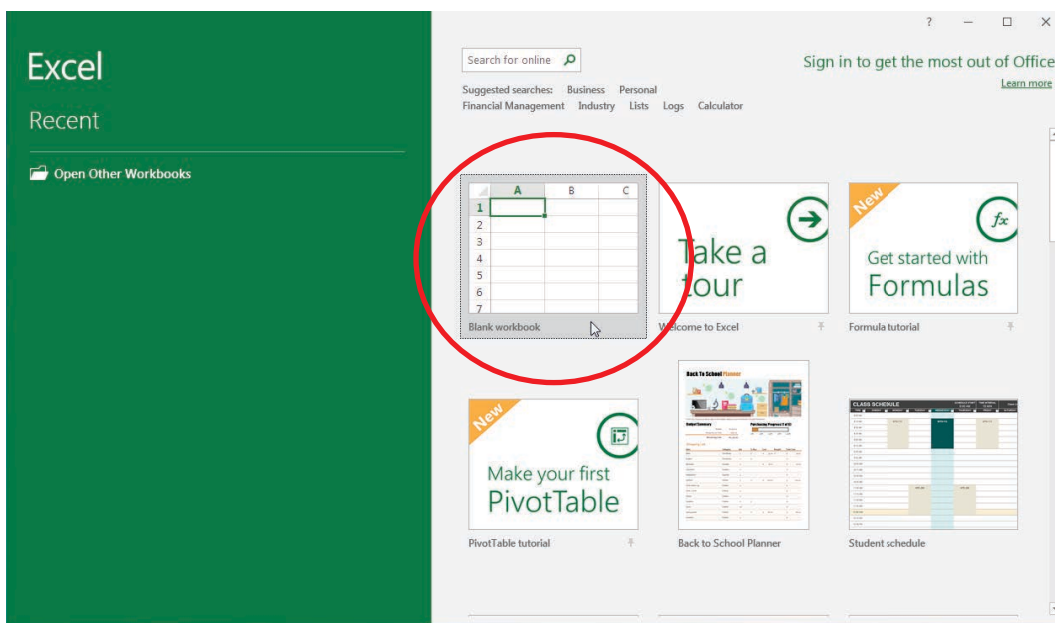 ?
Excel
Search for online
Sign in to get the most out of Office
Learn more
Suggested searches: Business Personal
Financial Management Industry Lists Logs Calculator
Recent
Open Other Workbooks
A B C
1
2
3
4
5
6
7
Blank workbook
Take a
tour
Welcome to Excel
New
fx
Get started with
Formulas
Formula tutorial
New
Make your first
PivotTable
PivotTable tutorial
Back To School Planner
Back to School Planner
CLASS SCHEDULE
Student schedule